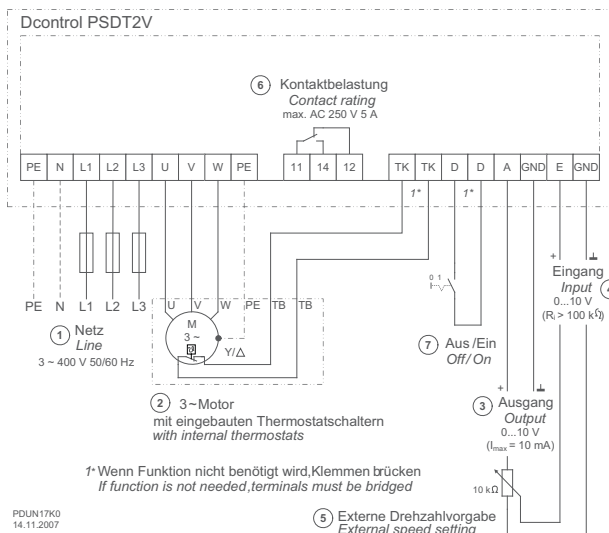 Dcontrol PSDT2V
6 Kontaktbelastung
Contact rating
max. AC 250 V 5 A
PE N L1 L2 L3 U V W PE 11 14 12 TK TK D D A GND E GND
1* 1*
PE N L1 L2 L3
1 Netz
Line
3 ~ 400 V 50/60 Hz
U V W PE TB TB
M
3 ~
Y/Δ
2 3~Motor
mit eingebauten Thermostatschaltern
with internal thermostats
0 1
7 Aus/Ein
Off/On
+ ⊥
Eingang
Input 4
0...10 V
(Ri > 100 kΩ)
+ ⊥
3 Ausgang
Output
0...10 V
(Imax = 10 mA)
1* Wenn Funktion nicht benötigt wird,Klemmen brücken
If function is not needed,terminals must be bridged
10 kΩ
5 Externe Drehzahlvorgabe
External speed setting
PDUN17K0
14.11.2007